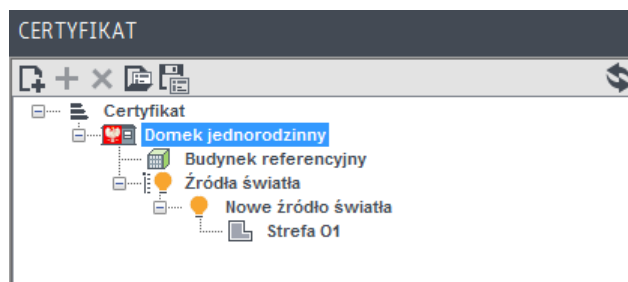 CERTYFIKAT
Certyfikat
Domek jednorodzinny
Budynek referencyjny
Źródła światła
Nowe źródło światła
Strefa O1